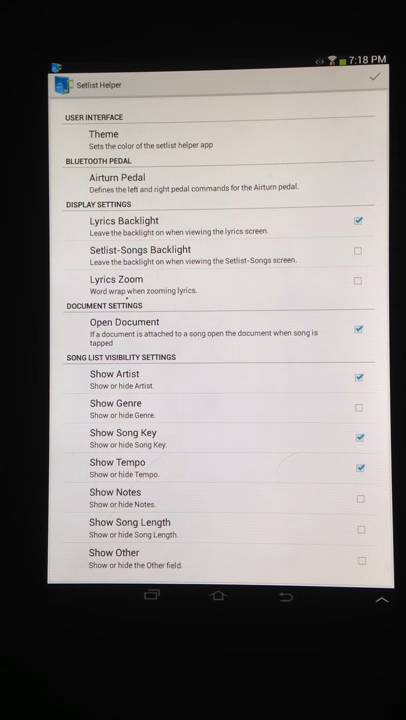 7:18 PM
Setlist Helper
USER INTERFACE
Theme
Sets the color of the setlist helper app
BLUETOOTH PEDAL
Airturn Pedal
Defines the left and right pedal commands for the Airturn pedal.
DISPLAY SETTINGS
Lyrics Backlight
Leave the backlight on when viewing the lyrics screen.
Setlist-Songs Backlight
Leave the backlight on when viewing the Setlist-Songs screen.
Lyrics Zoom
Word wrap when zooming lyrics.
DOCUMENT SETTINGS
Open Document
If a document is attached to a song open the document when song is
tapped
SONG LIST VISIBILITY SETTINGS
Show Artist
Show or hide Artist.
Show Genre
Show or hide Genre.
Show Song Key
Show or hide Song Key.
Show Tempo
Show or hide Tempo.
Show Notes
Show or hide Notes.
Show Song Length
Show or hide Song Length.
Show Other
Show or hide the Other field.